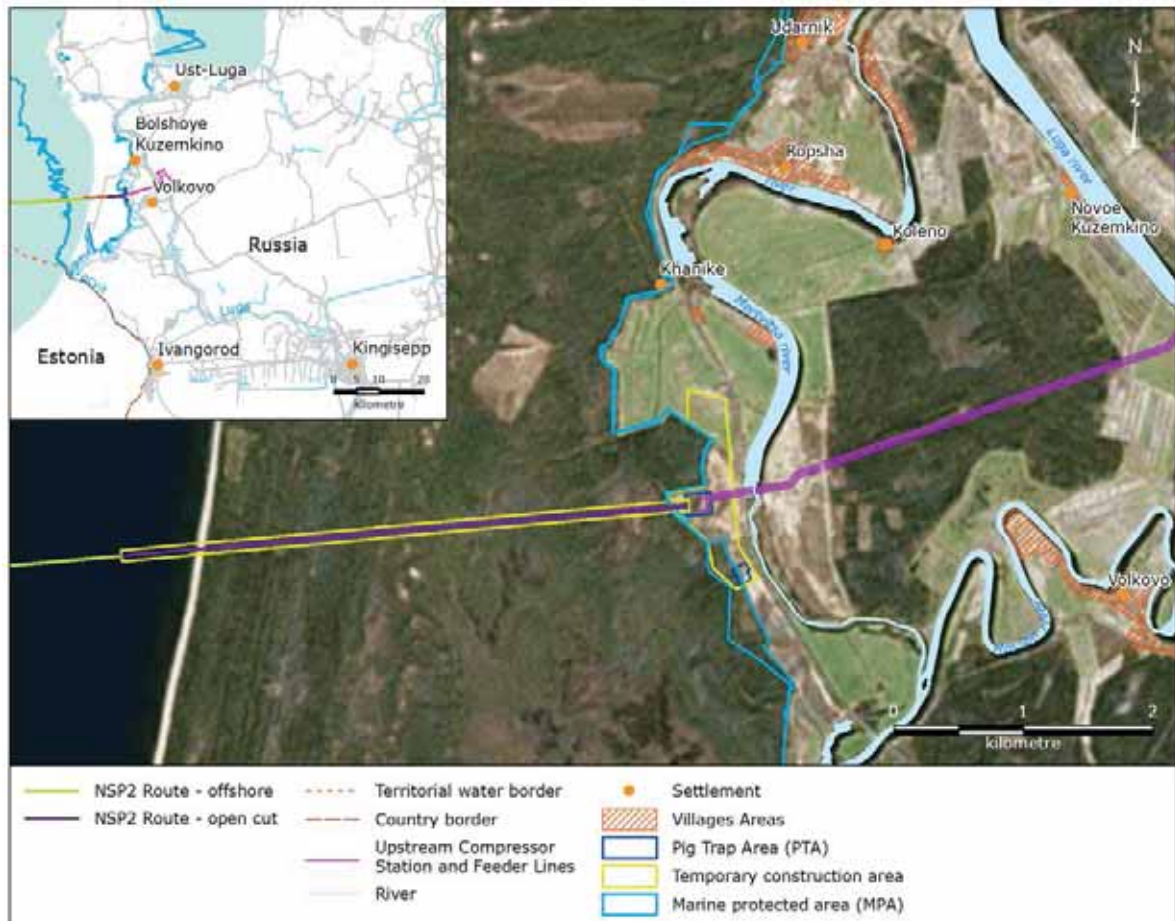 Ust-Luga
Bolshoye
Kuzemkino
Volkovo
Russia
Luga
Estonia
Ivangorod
Kingisepp
0 5 10 20
kilometre
Udarnik
N
Ropsha
river
Luga river
Novoe
Kuzemkino
Koleno
Khanike
Mertvitsa river
Volkovo
0 1 2
kilometre
NSP2 Route - offshore
NSP2 Route - open cut
Territorial water border
Country border
Upstream Compressor
Station and Feeder Lines
River
Settlement
Villages Areas
Pig Trap Area (PTA)
Temporary construction area
Marine protected area (MPA)